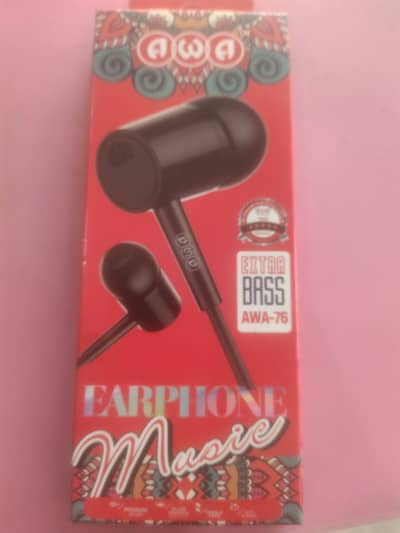 AWA
EXTRA
BASS
AWA-76
EARPHONE
Music